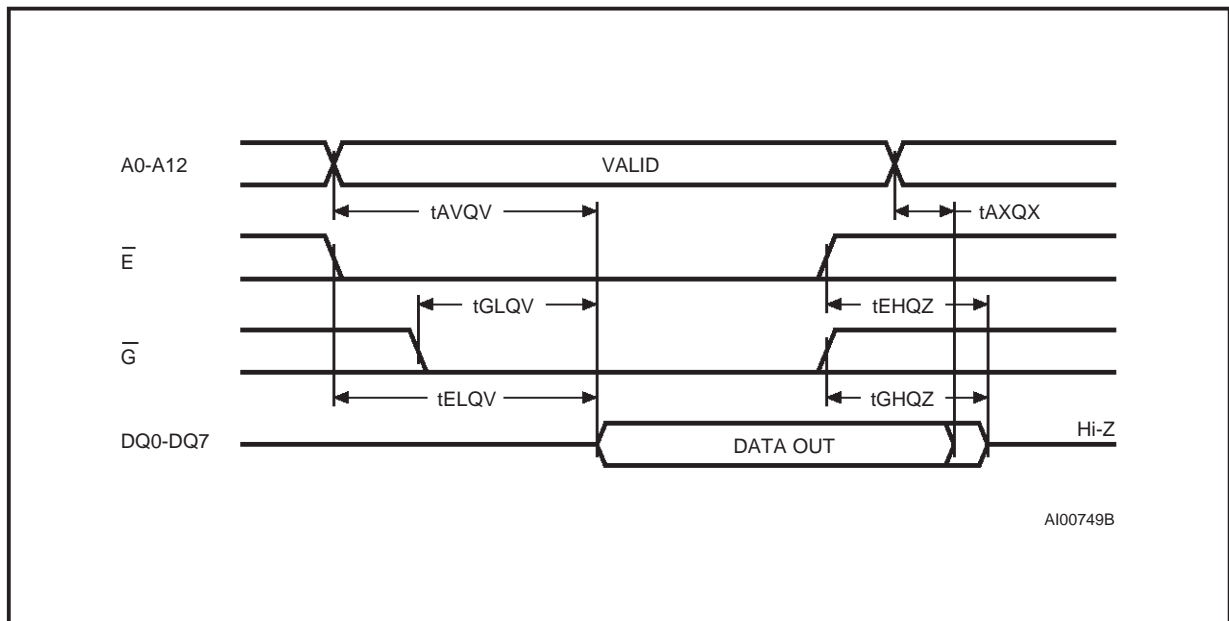 A0-A12
VALID
tAVQV
tAXQX
E̅
tGLQV
tEHQZ
G̅
tELQV
tGHQZ
DQ0-DQ7
DATA OUT
Hi-Z
AI00749B